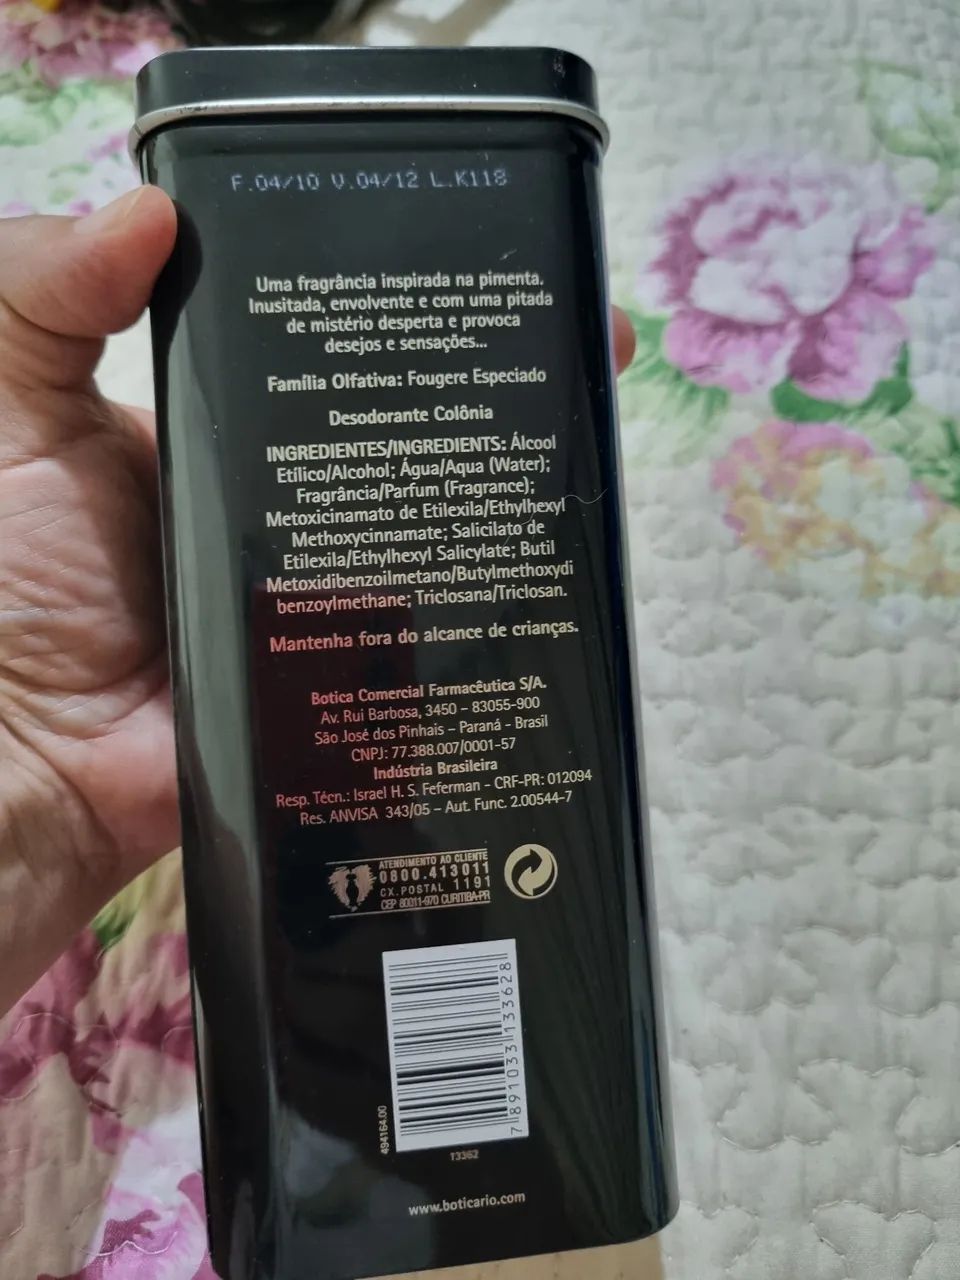 F.04/10 V.04/12 L.K118
Uma fragrância inspirada na pimenta.
Inusitada, envolvente e com uma pitada
de mistério desperta e provoca
desejos e sensações...
Família Olfativa: Fougere Especiado
Desodorante Colônia
INGREDIENTES/INGREDIENTS: Álcool
Etílico/Alcohol; Água/Aqua (Water);
Fragrância/Parfum (Fragrance);
Metoxicinamato de Etilexila/Ethylhexyl
Methoxycinnamate; Salicilato de
Etilexila/Ethylhexyl Salicylate; Butil
Metoxidibenzoilmetano/Butylmethoxydi
benzoylmethane; Triclosana/Triclosan.
Mantenha fora do alcance de crianças.
Botica Comercial Farmacêutica S/A.
Av. Rui Barbosa, 3450 - 83055-900
São José dos Pinhais - Paraná - Brasil
CNPJ: 77.388.007/0001-57
Indústria Brasileira
Resp. Técn.: Israel H. S. Feferman - CRF-PR: 012094
Res. ANVISA 343/05 - Aut. Func. 2.00544-7
ATENDIMENTO AO CLIENTE
0800.413011
CX.POSTAL 1191
CEP 80011-970 CURITIBA-PR
7891033133628
494164.00
T3362
www.boticario.com